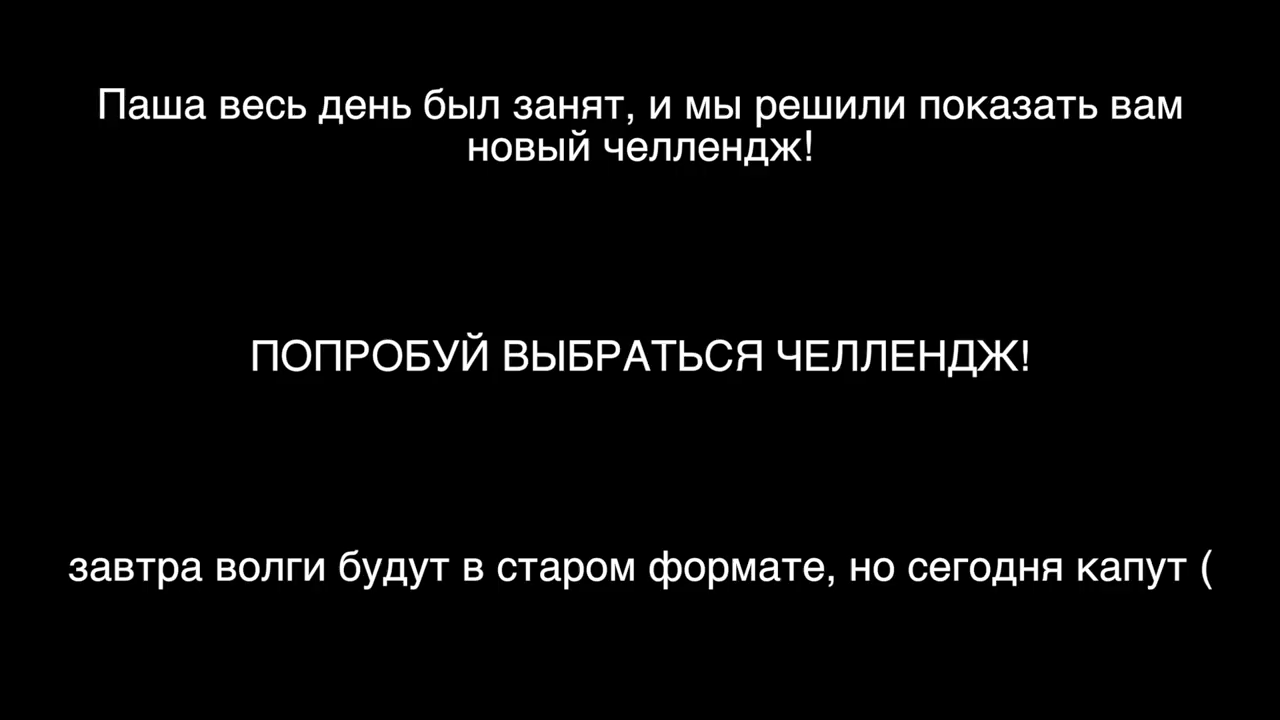 Паша весь день был занят, и мы решили показать вам
новый челлендж!
ПОПРОБУЙ ВЫБРАТЬСЯ ЧЕЛЛЕНДЖ!
завтра волги будут в старом формате, но сегодня капут (